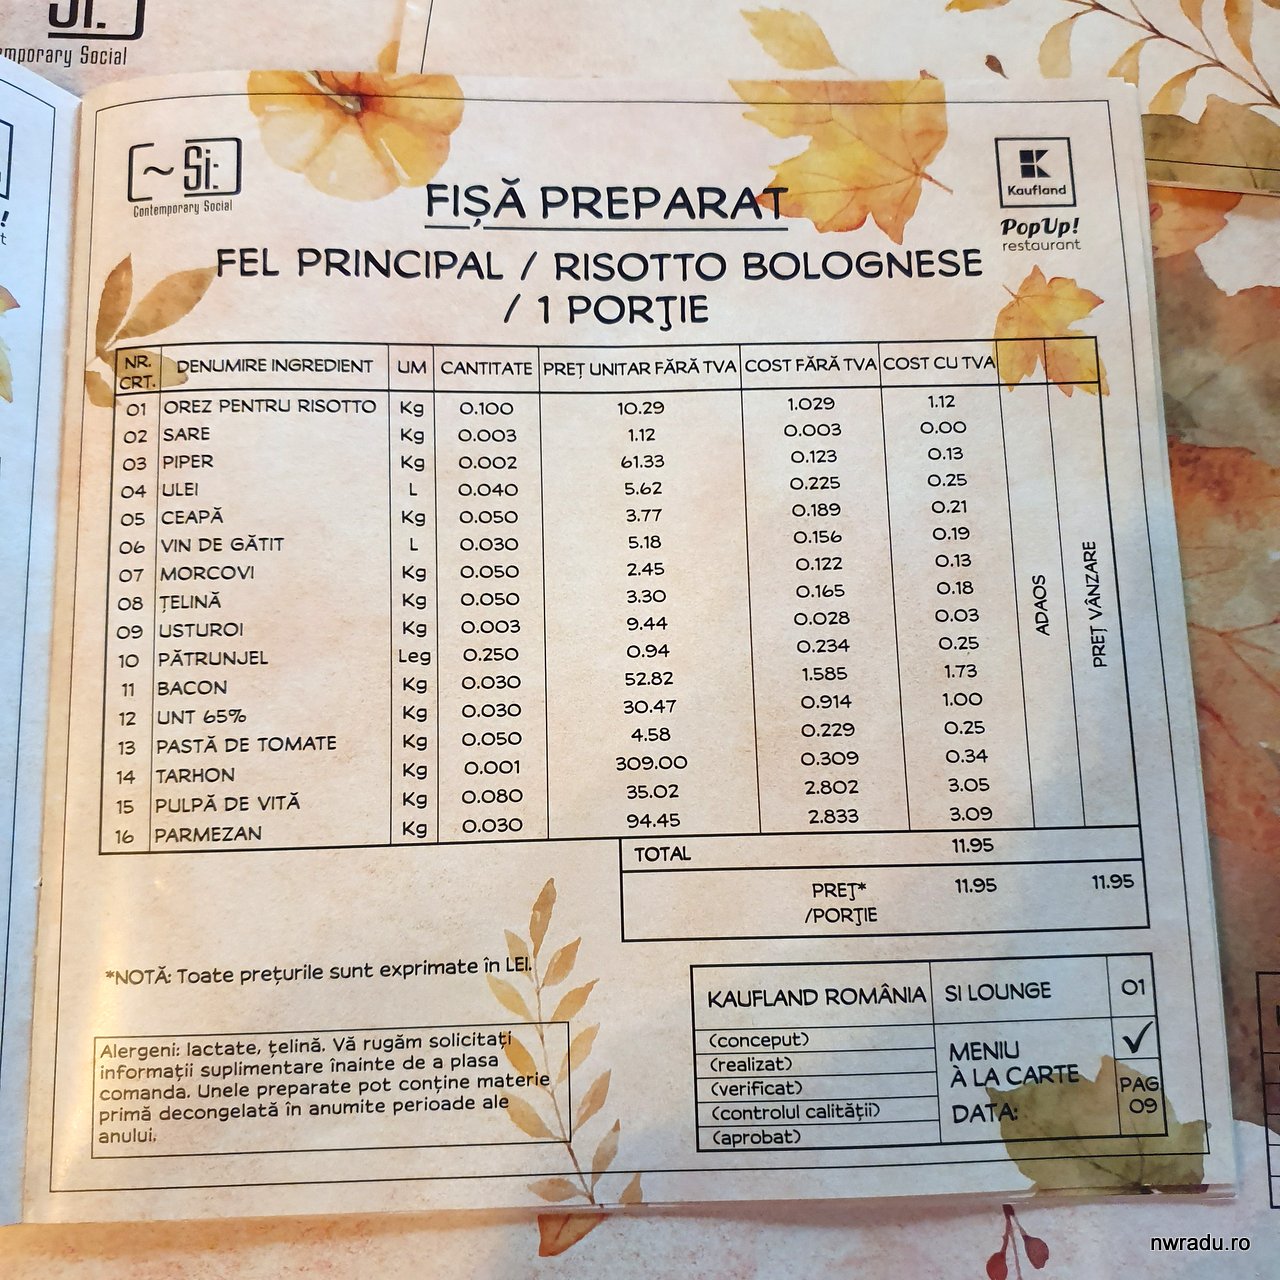 Si:
mporary Social
~ Si:
Contemporary Social
Kaufland
PopUp!
restaurant
FIȘĂ PREPARAT
FEL PRINCIPAL / RISOTTO BOLOGNESE
/ 1 PORŢIE
NR. CRT. DENUMIRE INGREDIENT UM CANTITATE PREȚ UNITAR FĂRĂ TVA COST FĂRĂ TVA COST CU TVA
01 OREZ PENTRU RISOTTO Kg 0.100 10.29 1.029 1.12
02 SARE Kg 0.003 1.12 0.003 0.00
03 PIPER Kg 0.002 61.33 0.123 0.13
04 ULEI L 0.040 5.62 0.225 0.25
05 CEAPĂ Kg 0.050 3.77 0.189 0.21
06 VIN DE GĂTIT L 0.030 5.18 0.156 0.19
07 MORCOVI Kg 0.050 2.45 0.122 0.13
08 ȚELINĂ Kg 0.050 3.30 0.165 0.18
09 USTUROI Kg 0.003 9.44 0.028 0.03
10 PĂTRUNJEL Leg 0.250 0.94 0.234 0.25
11 BACON Kg 0.030 52.82 1.585 1.73
12 UNT 65% Kg 0.030 30.47 0.914 1.00
13 PASTĂ DE TOMATE Kg 0.050 4.58 0.229 0.25
14 TARHON Kg 0.001 309.00 0.309 0.34
15 PULPĂ DE VITĂ Kg 0.080 35.02 2.802 3.05
16 PARMEZAN Kg 0.030 94.45 2.833 3.09
ADAOS
PREȚ VÂNZARE
TOTAL 11.95
PREŢ* 11.95 11.95
/PORŢIE
*NOTĂ: Toate prețurile sunt exprimate în LEI.
Alergeni: lactate, țelină. Vă rugăm solicitați
informații suplimentare înainte de a plasa
comanda. Unele preparate pot conține materie
primă decongelată în anumite perioade ale
anului.
KAUFLAND ROMÂNIA SI LOUNGE 01
(conceput)
(realizat)
(verificat)
(controlul calității)
(aprobat)
MENIU
À LA CARTE
DATA:
✓
PAG
09
nwradu.ro